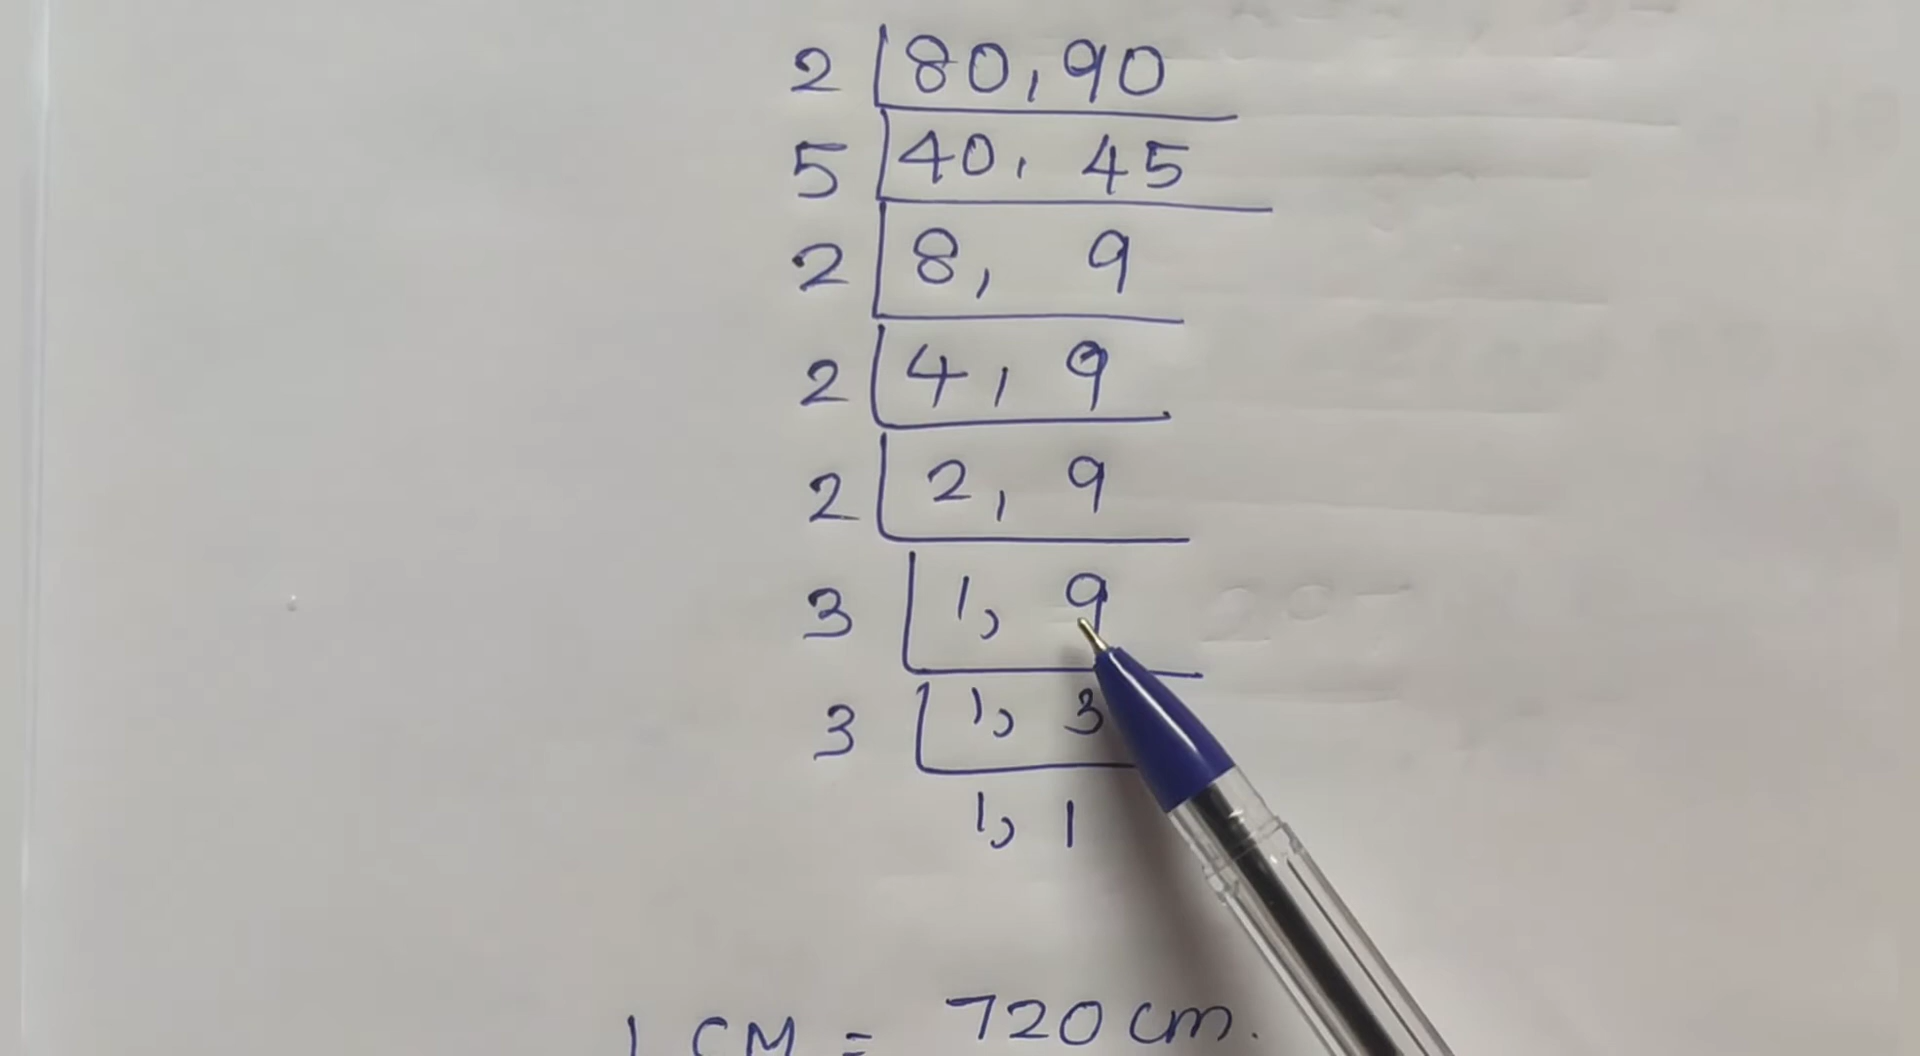 2 80, 90
5 40, 45
2 8, 9
2 4, 9
2 2, 9
3 1, 9
3 1, 3
1, 1
LCM = 720 cm.